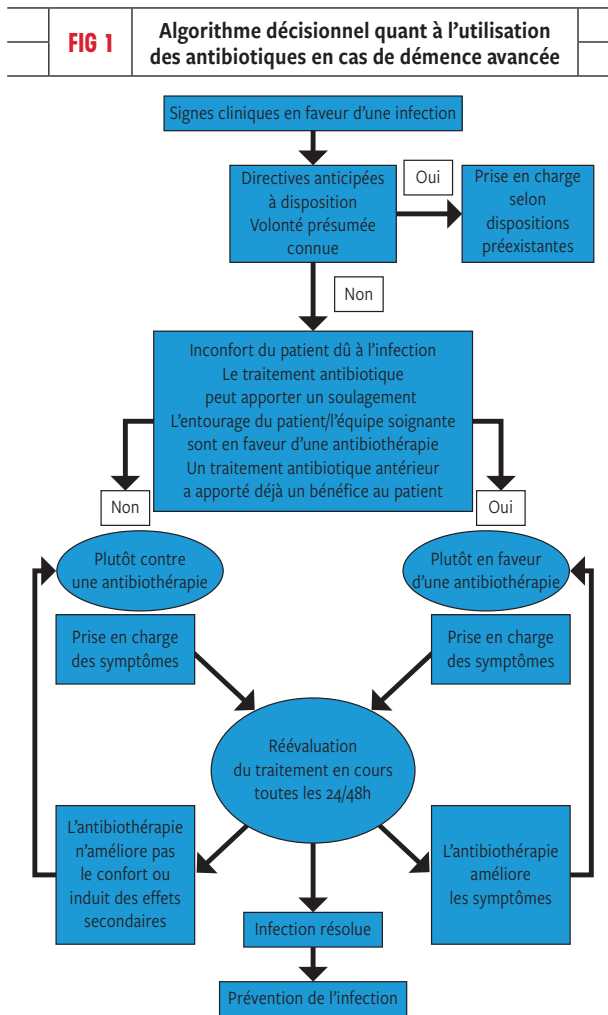 FIG 1
Algorithme décisionnel quant à l'utilisation
des antibiotiques en cas de démence avancée
Signes cliniques en faveur d'une infection
Directives anticipées
à disposition
Volonté présumée
connue
Oui
Prise en charge
selon
dispositions
préexistantes
Non
Inconfort du patient dû à l'infection
Le traitement antibiotique
peut apporter un soulagement
L'entourage du patient/l'équipe soignante
sont en faveur d'une antibiothérapie
Un traitement antibiotique antérieur
a apporté déjà un bénéfice au patient
Non
Oui
Plutôt contre
une antibiothérapie
Plutôt en faveur
d'une antibiothérapie
Prise en charge
des symptômes
Prise en charge
des symptômes
Réévaluation
du traitement en cours
toutes les 24/48h
L'antibiothérapie
n'améliore pas
le confort ou
induit des effets
secondaires
L'antibiothérapie
améliore
les symptômes
Infection résolue
Prévention de l'infection